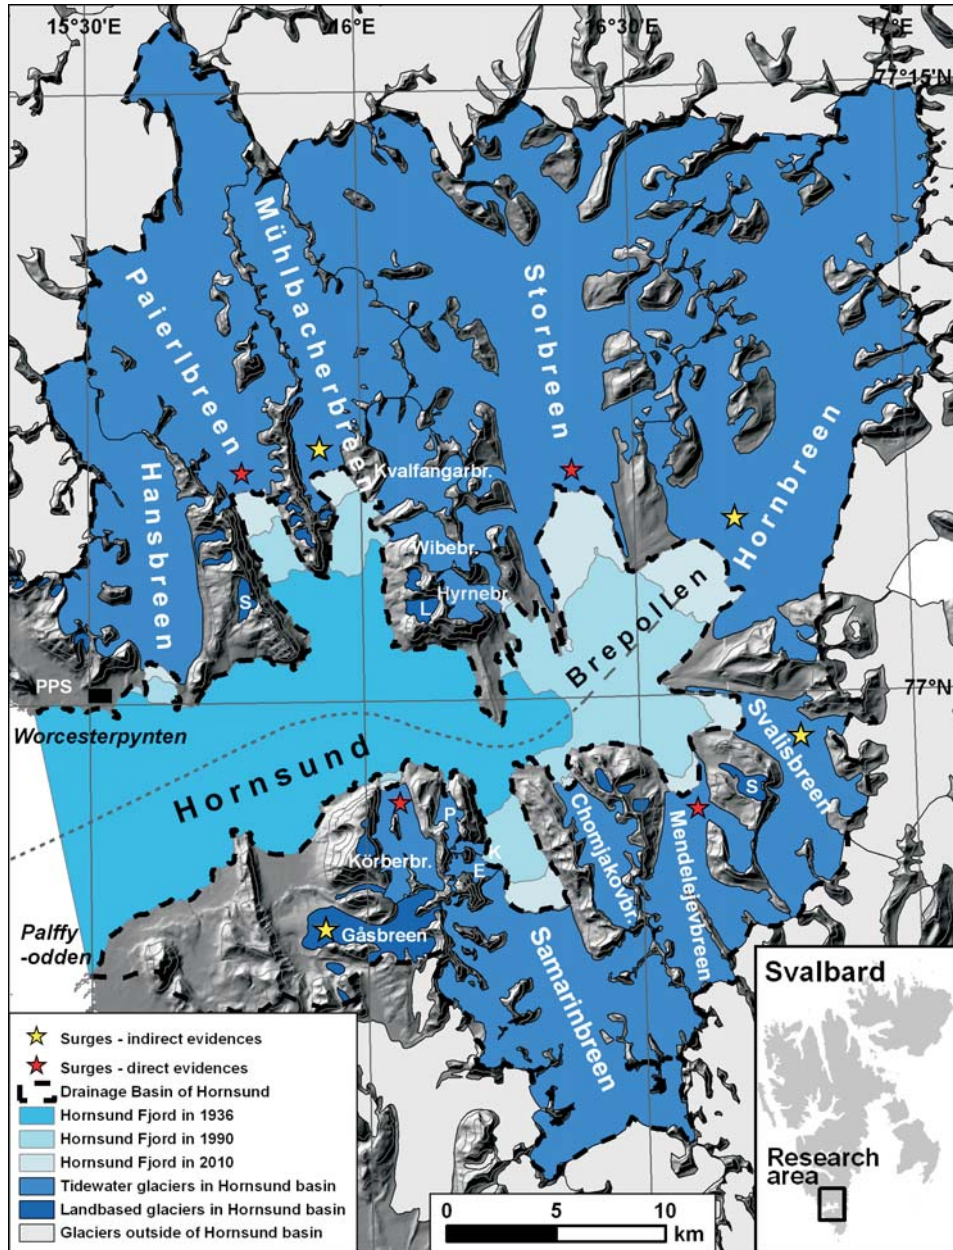 15°30'E
16°E
16°30'E
17°E
77°15'N
Mühlbacherbreen
Paierlbreen
Storbreen
Hornbreen
Hansbreen
Kvalfangarbr.
Wibebr.
Hyrnebr.
S
L
Brepollen
PPS
77°N
Worcesterpynten
Svalisbreen
Hornsund
S
P
Chomjakovbr.
Mendelejevbreen
K
Körberbr.
E
Gåsbreen
Palffy
-odden
Samarinbreen
Svalbard
Research
area
Surges - indirect evidences
Surges - direct evidences
Drainage Basin of Hornsund
Hornsund Fjord in 1936
Hornsund Fjord in 1990
Hornsund Fjord in 2010
Tidewater glaciers in Hornsund basin
Landbased glaciers in Hornsund basin
Glaciers outside of Hornsund basin
0 5 10
km